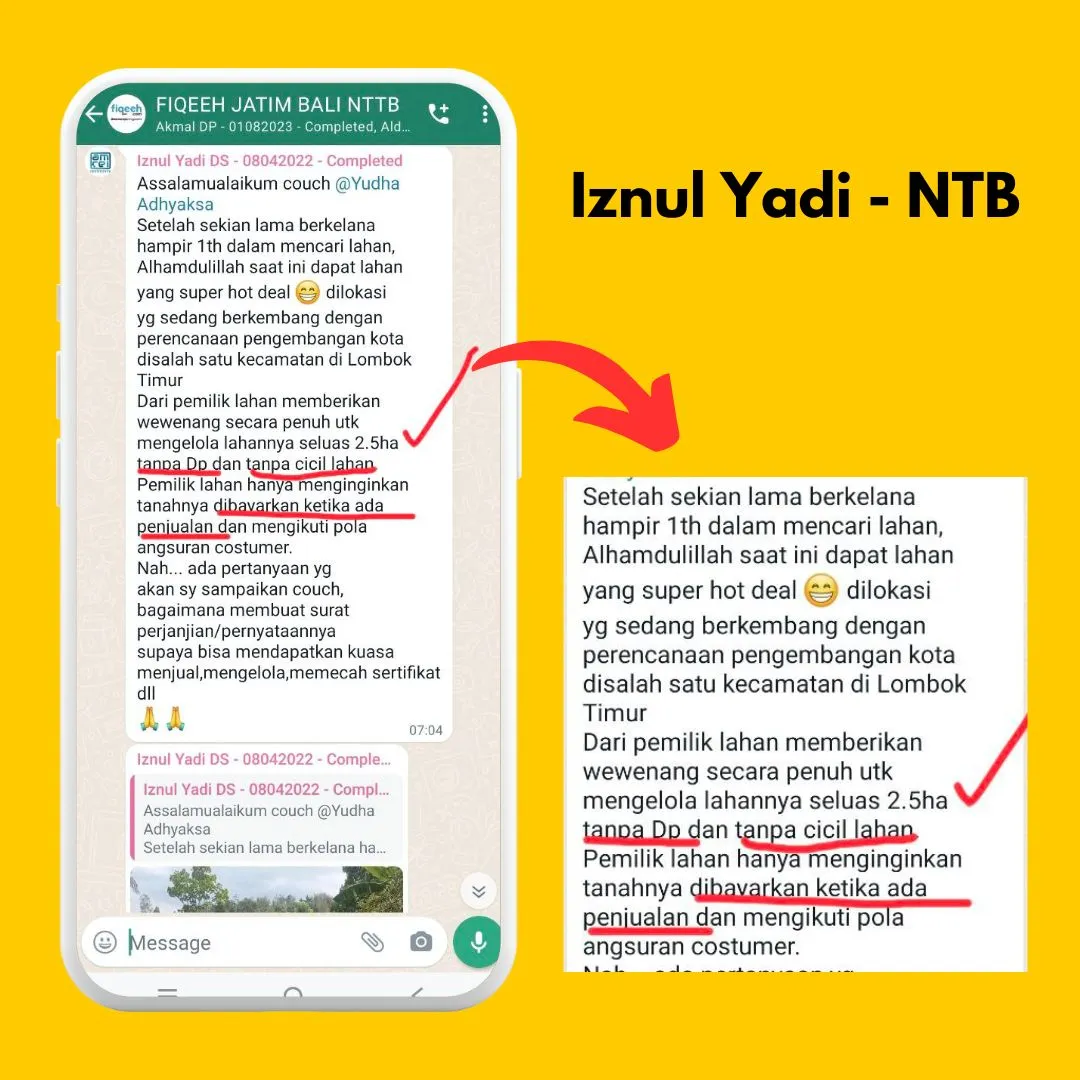 FIQEEH JATIM BALI NTTB
Akmal DP - 01082023 - Completed, Ald...
fiqeeh
Iznul Yadi DS - 08042022 - Completed
Assalamualaikum couch @Yudha
Adhyaksa
Setelah sekian lama berkelana
hampir 1th dalam mencari lahan,
Alhamdulillah saat ini dapat lahan
yang super hot deal 😁 dilokasi
yg sedang berkembang dengan
perencanaan pengembangan kota
disalah satu kecamatan di Lombok
Timur
Dari pemilik lahan memberikan
wewenang secara penuh utk
mengelola lahannya seluas 2.5ha
tanpa Dp dan tanpa cicil lahan
Pemilik lahan hanya menginginkan
tanahnya dibayarkan ketika ada
penjualan dan mengikuti pola
angsuran costumer.
Nah... ada pertanyaan yg
akan sy sampaikan couch,
bagaimana membuat surat
perjanjian/pernyataannya
supaya bisa mendapatkan kuasa
menjual,mengelola,memecah sertifikat
dll
🙏 🙏
07:04
Iznul Yadi DS - 08042022 - Comple...
Iznul Yadi DS - 08042022 - Compl...
Assalamualaikum couch @Yudha
Adhyaksa
Setelah sekian lama berkelana ha...
Message
Iznul Yadi - NTB
Setelah sekian lama berkelana
hampir 1th dalam mencari lahan,
Alhamdulillah saat ini dapat lahan
yang super hot deal 😁 dilokasi
yg sedang berkembang dengan
perencanaan pengembangan kota
disalah satu kecamatan di Lombok
Timur
Dari pemilik lahan memberikan
wewenang secara penuh utk
mengelola lahannya seluas 2.5ha
tanpa Dp dan tanpa cicil lahan
Pemilik lahan hanya menginginkan
tanahnya dibayarkan ketika ada
penjualan dan mengikuti pola
angsuran costumer.
Nah... ada pertanyaan yg